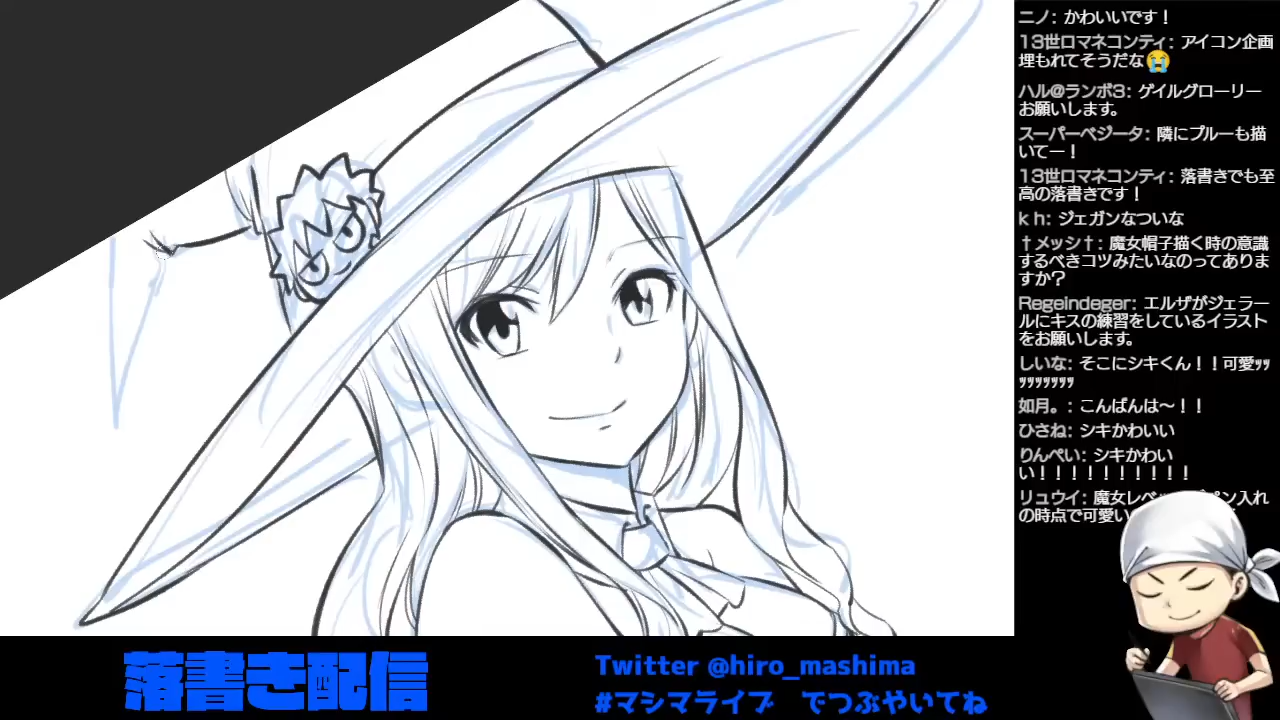 ニノ: かわいいです！
13世ロマネコンティ: アイコン企画
埋もれてそうだな😭
ハル@ランボ3: ゲイルグローリー
お願いします。
スーパーベジータ: 隣にプルーも描
いてー！
13世ロマネコンティ: 落書きでも至
高の落書きです！
k h: ジェガンなついな
†メッシ†: 魔女帽子描く時の意識
するべきコツみたいなのってありま
すか？
Regeindeger: エルザがジェラー
ルにキスの練習をしているイラスト
をお願いします。
しいな: そこにシキくん！！可愛ｯｯ
ｯｯｯｯｯｯｯ
如月。: こんばんは〜！！
ひさね: シキかわいい
りんぺい: シキかわい
い！！！！！！！！！！
リュウイ: 魔女レベッ ペン入れ
の時点で可愛い
落書き配信
Twitter @hiro_mashima
#マシマライブ でつぶやいてね